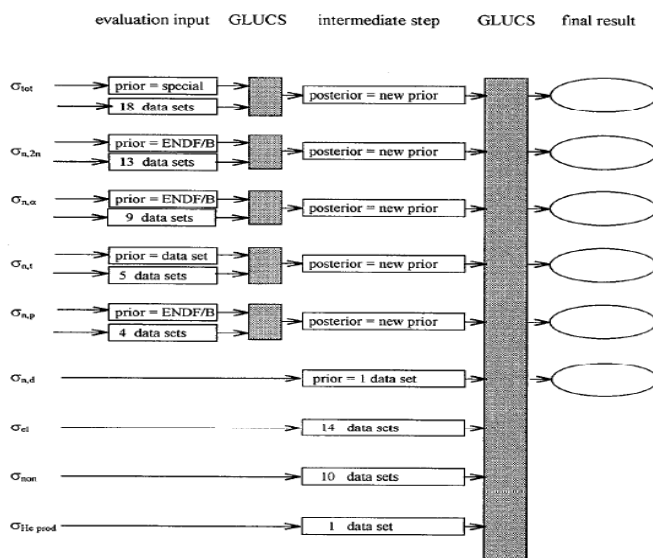 evaluation input GLUCS intermediate step GLUCS final result
σtot prior = special posterior = new prior
18 data sets
σn,2n prior = ENDF/B posterior = new prior
13 data sets
σn,α prior = ENDF/B posterior = new prior
9 data sets
σn,t prior = data set posterior = new prior
5 data sets
σn,p prior = ENDF/B posterior = new prior
4 data sets
σn,d prior = 1 data set
σel 14 data sets
σnon 10 data sets
σHe prod 1 data set